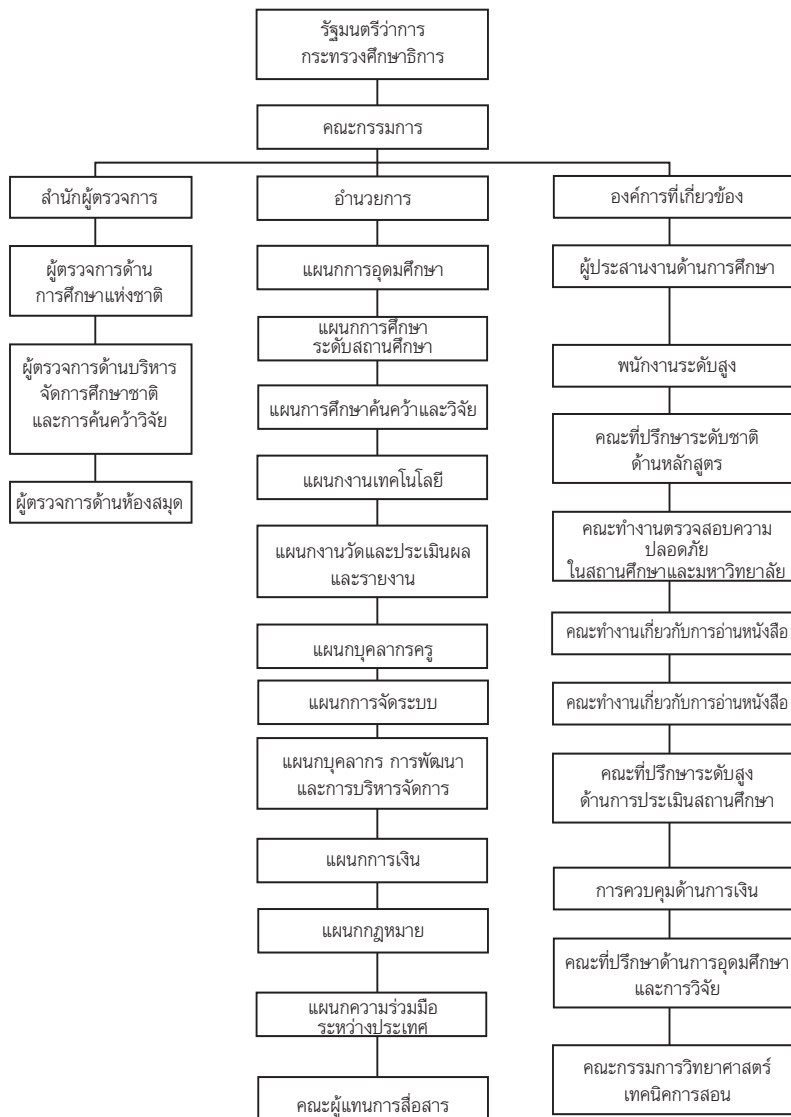 รัฐมนตรีว่าการ
กระทรวงศึกษาธิการ
คณะกรรมการ
สำนักผู้ตรวจการ
ผู้ตรวจการด้าน
การศึกษาแห่งชาติ
ผู้ตรวจการด้านบริหาร
จัดการศึกษาชาติ
และการค้นคว้าวิจัย
ผู้ตรวจการด้านห้องสมุด
อำนวยการ
แผนกการอุดมศึกษา
แผนกการศึกษา
ระดับสถานศึกษา
แผนการศึกษาค้นคว้าและวิจัย
แผนกงานเทคโนโลยี
แผนกงานวัดและประเมินผล
และรายงาน
แผนกบุคลากรครู
แผนกการจัดระบบ
แผนกบุคลากร การพัฒนา
และการบริหารจัดการ
แผนกการเงิน
แผนกกฎหมาย
แผนกความร่วมมือ
ระหว่างประเทศ
คณะผู้แทนการสื่อสาร
องค์การที่เกี่ยวข้อง
ผู้ประสานงานด้านการศึกษา
พนักงานระดับสูง
คณะที่ปรึกษาระดับชาติ
ด้านหลักสูตร
คณะทำงานตรวจสอบความ
ปลอดภัย
ในสถานศึกษาและมหาวิทยาลัย
คณะทำงานเกี่ยวกับการอ่านหนังสือ
คณะทำงานเกี่ยวกับการอ่านหนังสือ
คณะที่ปรึกษาระดับสูง
ด้านการประเมินสถานศึกษา
การควบคุมด้านการเงิน
คณะที่ปรึกษาด้านการอุดมศึกษา
และการวิจัย
คณะกรรมการวิทยาศาสตร์
เทคนิคการสอน